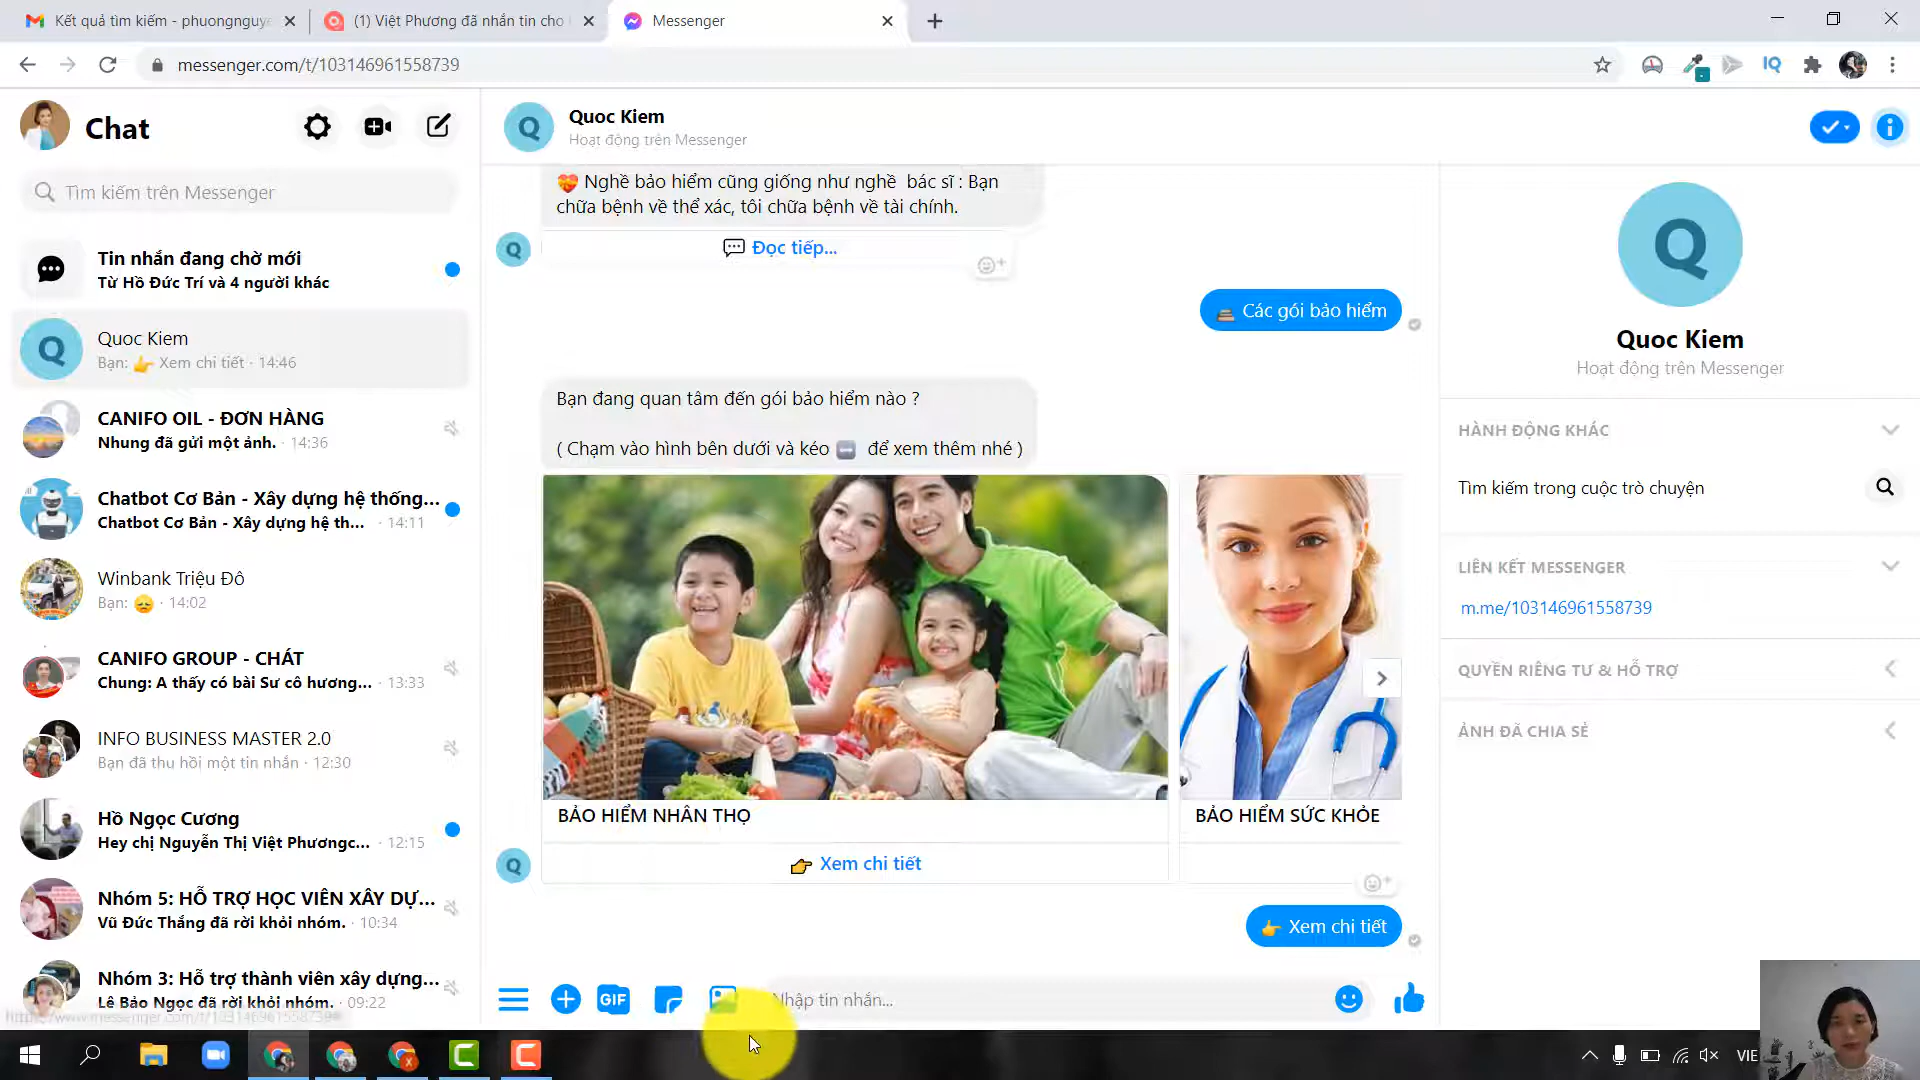 Kết quả tìm kiếm - phuongnguye
(1) Việt Phương đã nhắn tin cho
Messenger
messenger.com/t/103146961558739
IQ
Chat
Tìm kiếm trên Messenger
Tin nhắn đang chờ mới
Từ Hồ Đức Trí và 4 người khác
Quoc Kiem
Bạn: 👉 Xem chi tiết · 14:46
CANIFO OIL - ĐƠN HÀNG
Nhung đã gửi một ảnh. · 14:36
Chatbot Cơ Bản - Xây dựng hệ thống...
Chatbot Cơ Bản - Xây dựng hệ th... · 14:11
Winbank Triệu Đô
Bạn: 😞 · 14:02
CANIFO GROUP - CHÁT
Chung: A thấy có bài Sư cô hương... · 13:33
INFO BUSINESS MASTER 2.0
Bạn đã thu hồi một tin nhắn · 12:30
Hồ Ngọc Cương
Hey chị Nguyễn Thị Việt Phươngc... · 12:15
Nhóm 5: HỖ TRỢ HỌC VIÊN XÂY DỰ...
Vũ Đức Thắng đã rời khỏi nhóm. · 10:34
Nhóm 3: Hỗ trợ thành viên xây dựng...
Lê Bảo Ngọc đã rời khỏi nhóm. · 09:22
https://www.messenger.com/t/103146961558739#
Q
Quoc Kiem
Hoạt động trên Messenger
💝 Nghề bảo hiểm cũng giống như nghề bác sĩ : Bạn
chữa bệnh về thể xác, tôi chữa bệnh về tài chính.
Q
💬 Đọc tiếp...
Các gói bảo hiểm
Bạn đang quan tâm đến gói bảo hiểm nào ?
( Chạm vào hình bên dưới và kéo ⬅️ để xem thêm nhé )
BẢO HIỂM NHÂN THỌ
BẢO HIỂM SỨC KHỎE
Q
👉 Xem chi tiết
👉 Xem chi tiết
GIF
Nhập tin nhắn...
Q
Quoc Kiem
Hoạt động trên Messenger
HÀNH ĐỘNG KHÁC
Tìm kiếm trong cuộc trò chuyện
LIÊN KẾT MESSENGER
m.me/103146961558739
QUYỀN RIÊNG TƯ & HỖ TRỢ
ẢNH ĐÃ CHIA SẺ
VIE